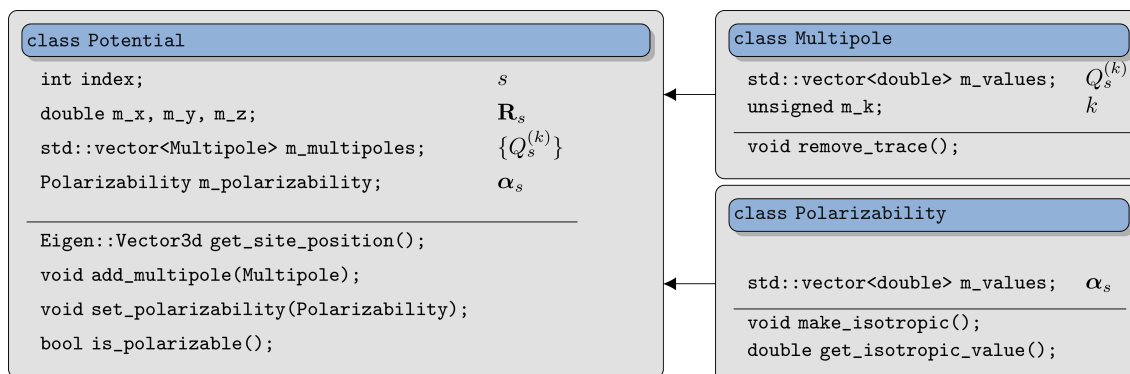 class Potential
int index; s
double m_x, m_y, m_z; R_s
std::vector<Multipole> m_multipoles; {Q_s^(k)}
Polarizability m_polarizability; α_s
Eigen::Vector3d get_site_position();
void add_multipole(Multipole);
void set_polarizability(Polarizability);
bool is_polarizable();
class Multipole
std::vector<double> m_values; Q_s^(k)
unsigned m_k; k
void remove_trace();
class Polarizability
std::vector<double> m_values; α_s
void make_isotropic();
double get_isotropic_value();